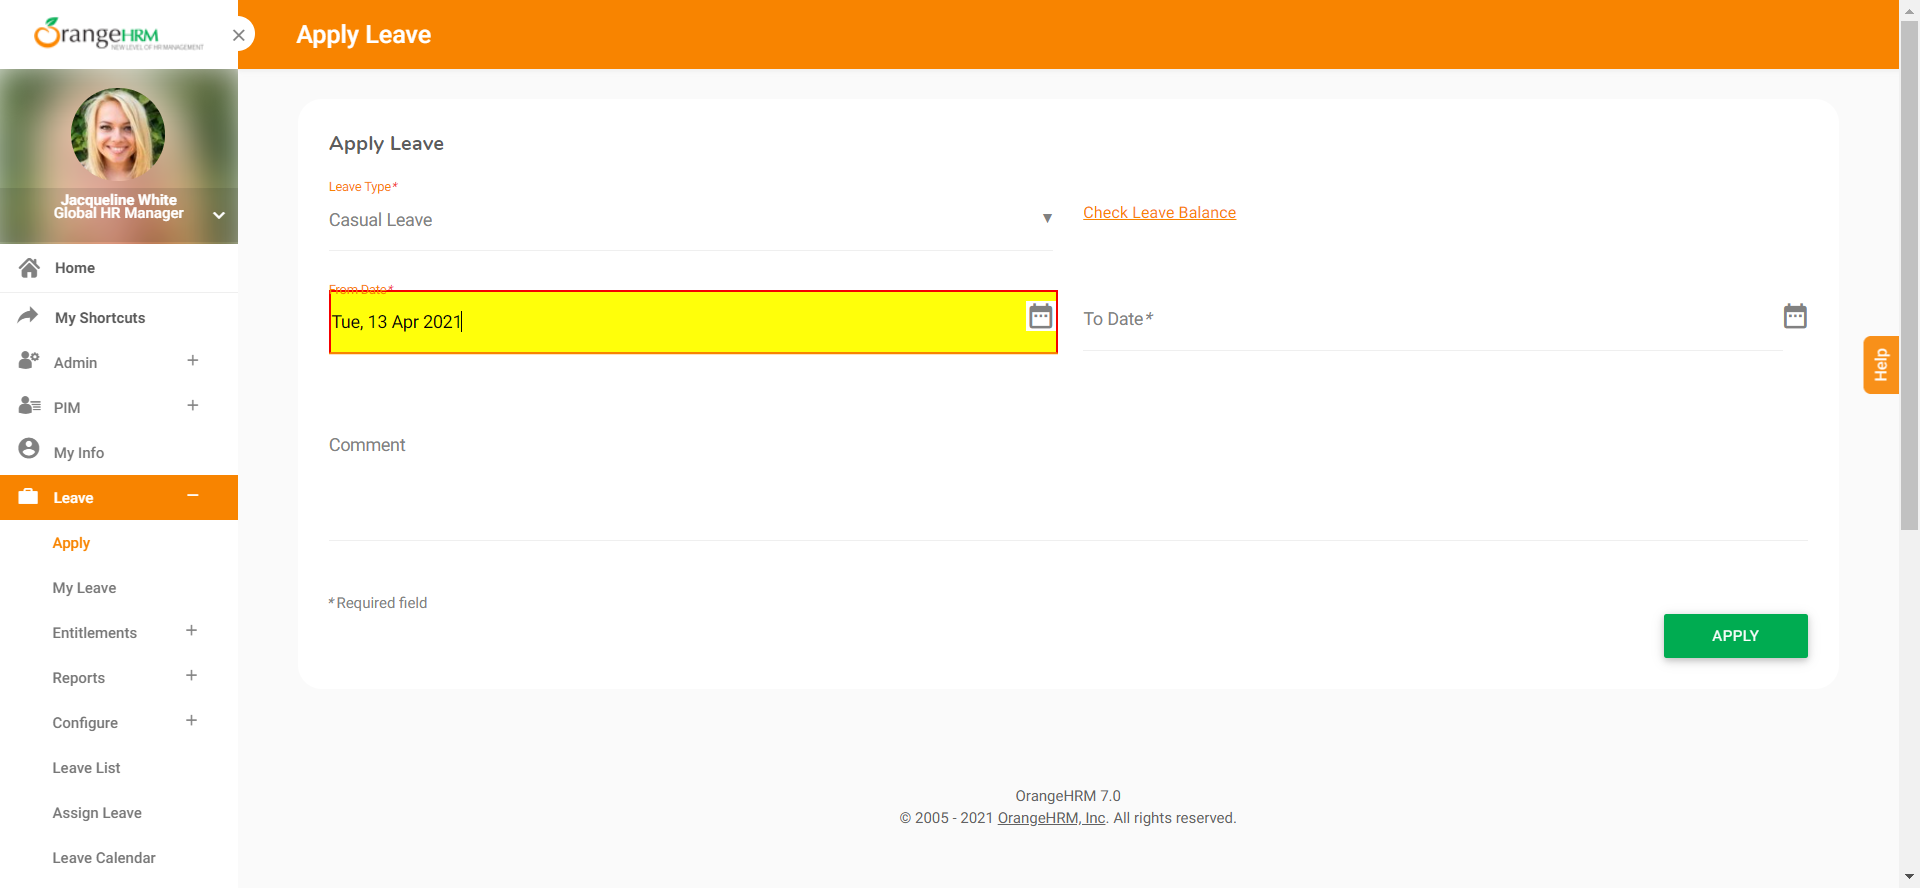 OrangeHRM
NEW LEVEL OF HR MANAGEMENT
Apply Leave
Jacqueline White
Global HR Manager
Home
My Shortcuts
Admin
PIM
My Info
Leave
Apply
My Leave
Entitlements
Reports
Configure
Leave List
Assign Leave
Leave Calendar
Apply Leave
Leave Type*
Casual Leave
Check Leave Balance
From Date*
Tue, 13 Apr 2021
To Date*
Comment
* Required field
APPLY
Help
OrangeHRM 7.0
© 2005 - 2021 OrangeHRM, Inc. All rights reserved.